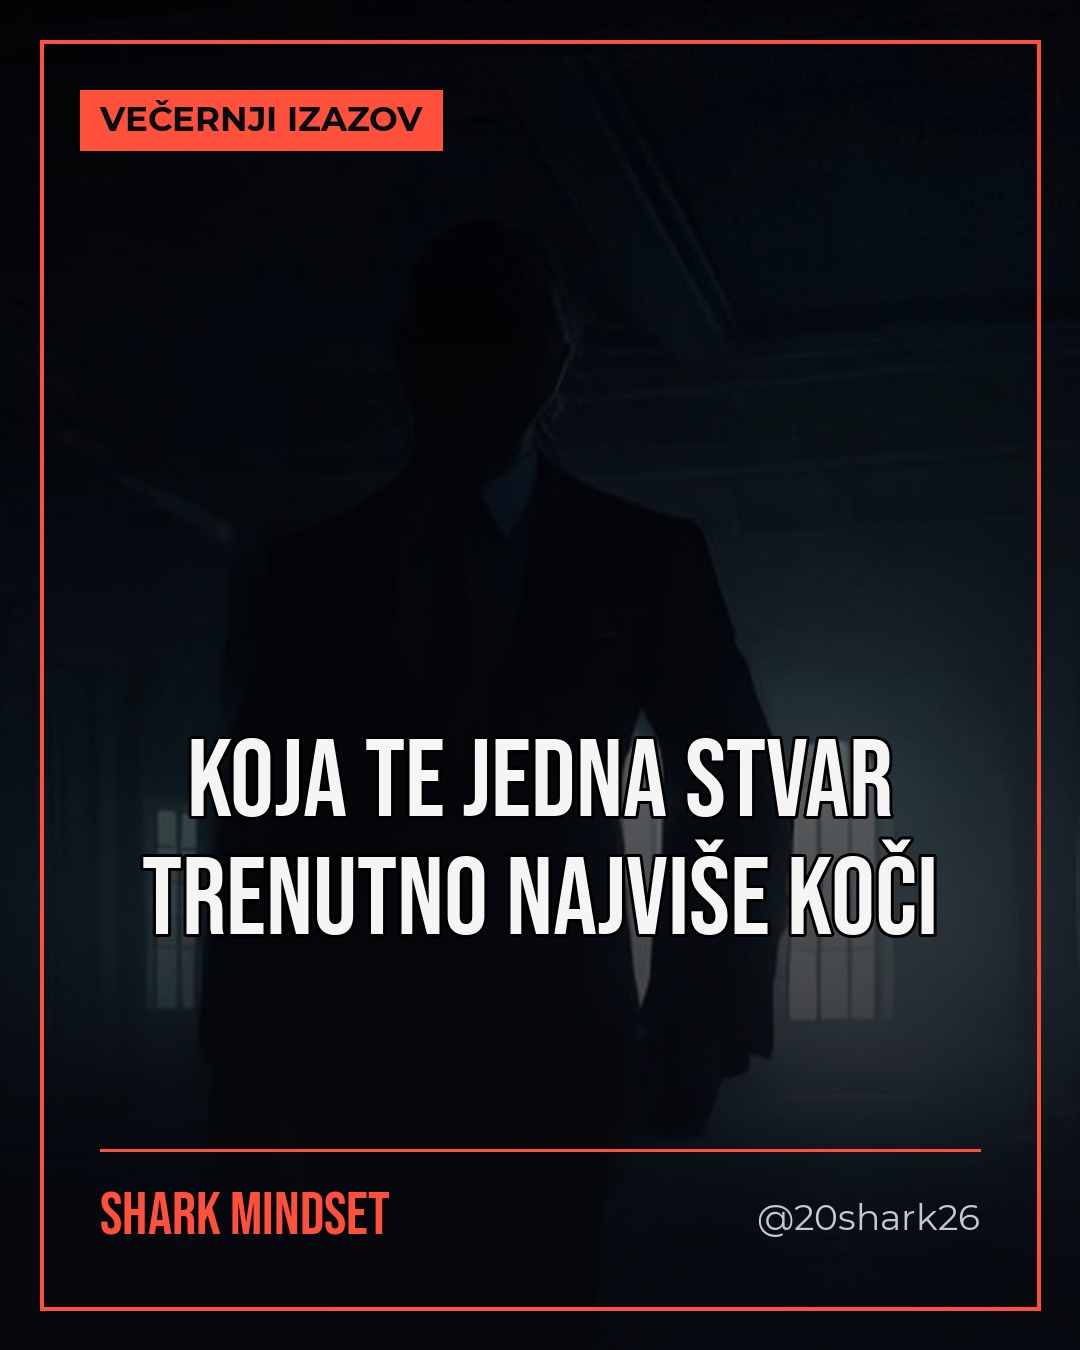 VEČERNJI IZAZOV
KOJA TE JEDNA STVAR
TRENUTNO NAJVIŠE KOČI
SHARK MINDSET
@20shark26